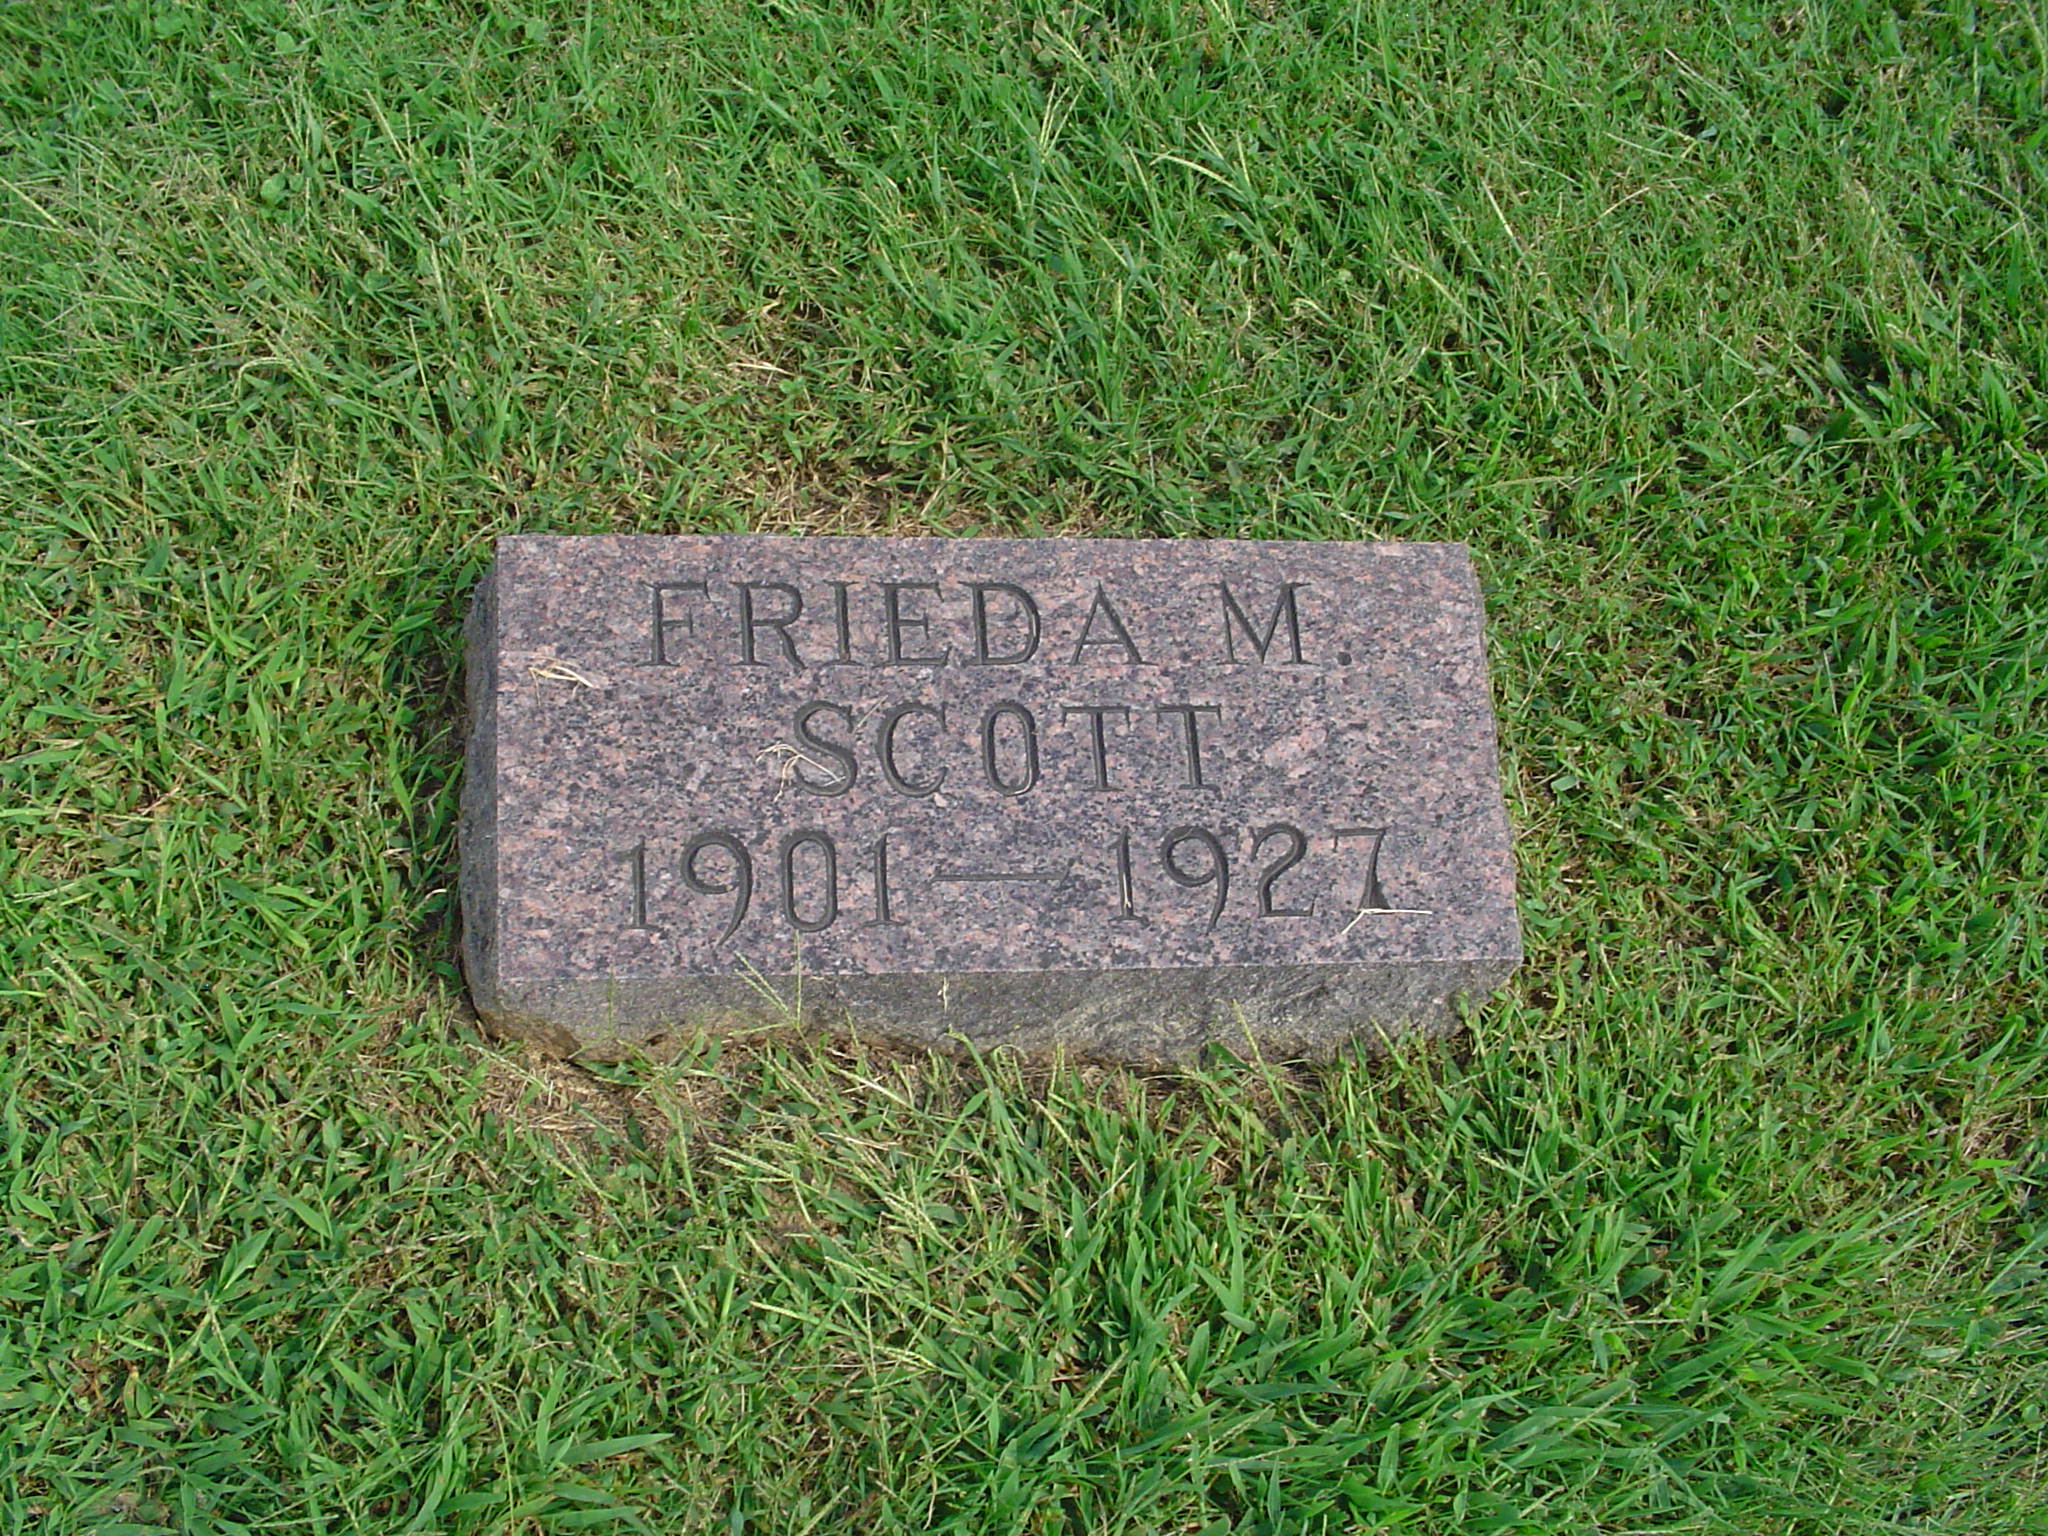 FRIEDA M.
SCOTT
1901 — 1927